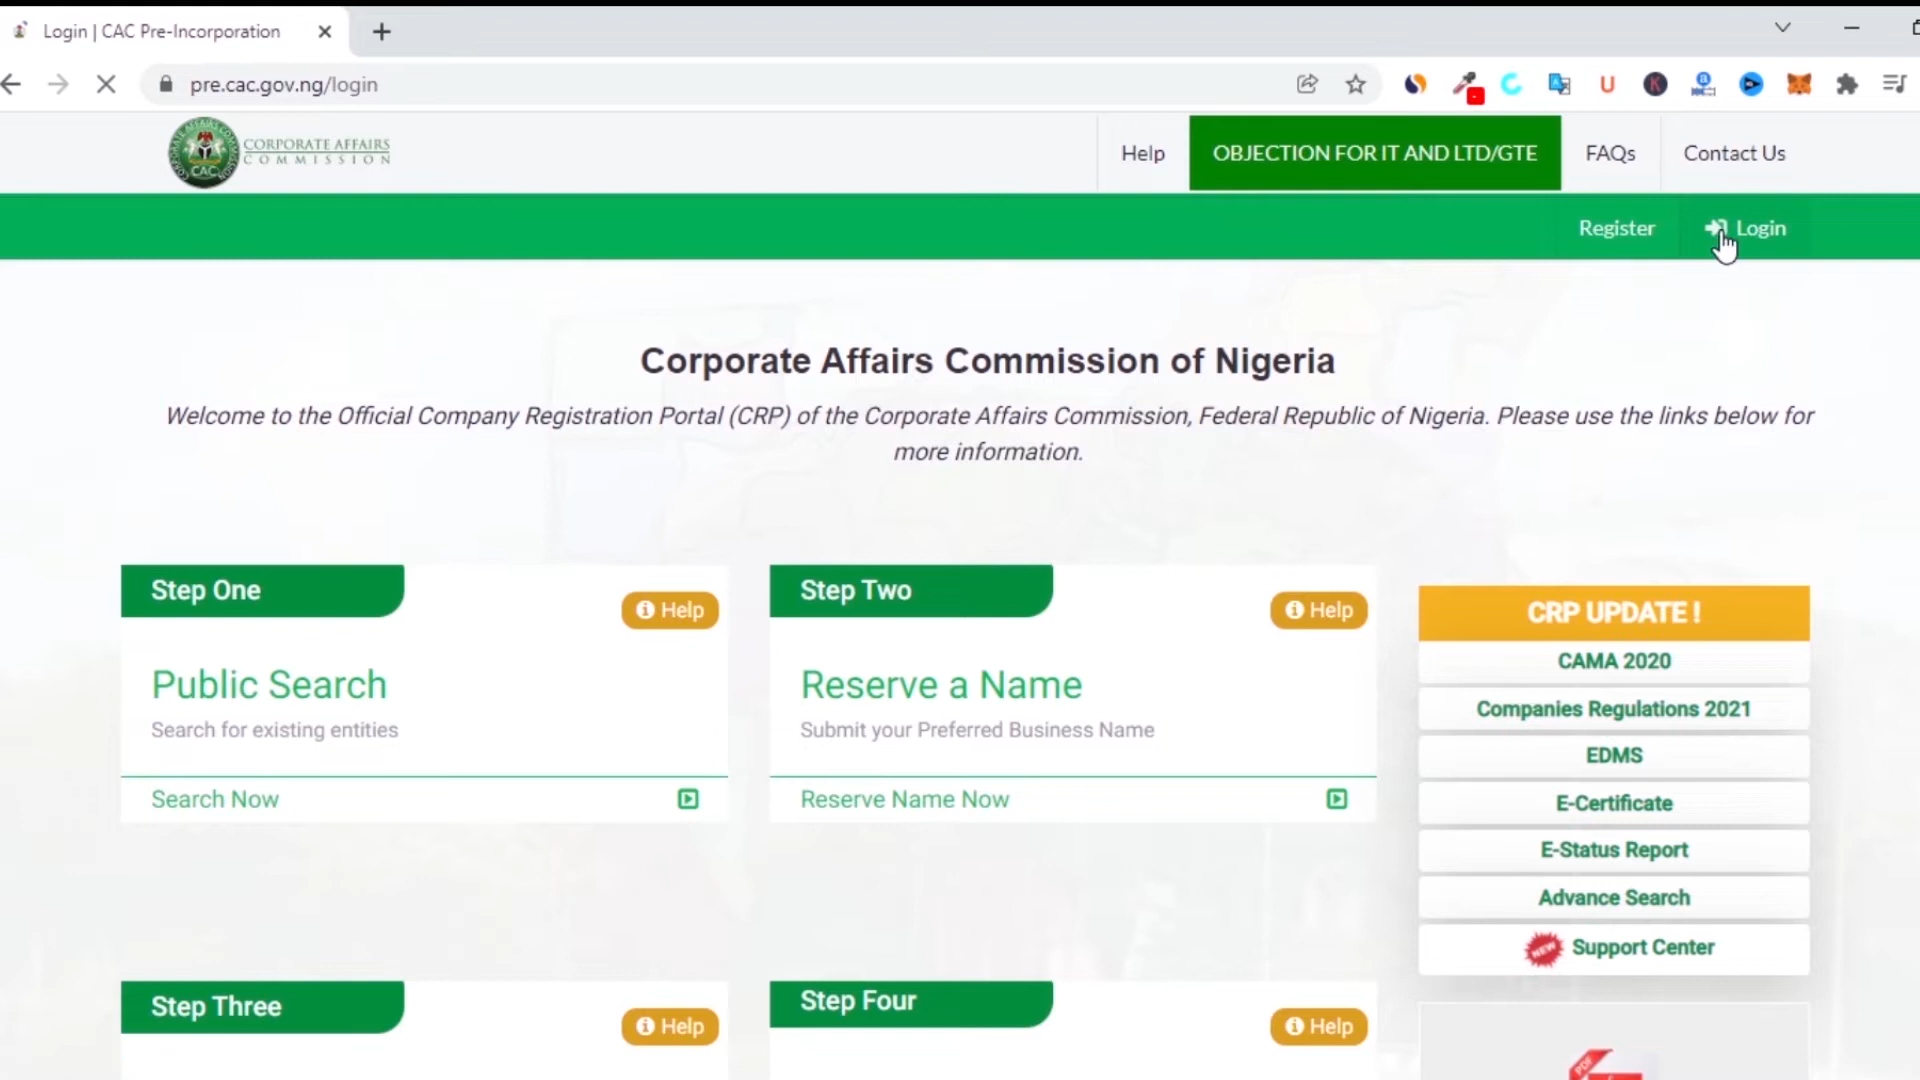 Login | CAC Pre-Incorporation
pre.cac.gov.ng/login
CORPORATE AFFAIRS
COMMISSION
CAC
Help
OBJECTION FOR IT AND LTD/GTE
FAQs
Contact Us
Register
Login
Corporate Affairs Commission of Nigeria
Welcome to the Official Company Registration Portal (CRP) of the Corporate Affairs Commission, Federal Republic of Nigeria. Please use the links below for
more information.
Step One
Help
Public Search
Search for existing entities
Search Now
Step Two
Help
Reserve a Name
Submit your Preferred Business Name
Reserve Name Now
CRP UPDATE !
CAMA 2020
Companies Regulations 2021
EDMS
E-Certificate
E-Status Report
Advance Search
NEW Support Center
Step Three
Help
Step Four
Help
PDF